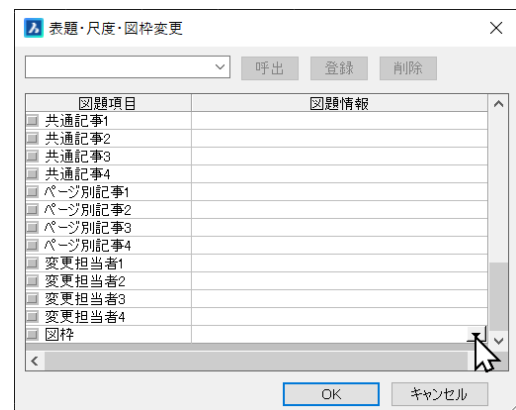 表題・尺度・図枠変更
呼出 登録 削除
図題項目 図題情報
共通記事1
共通記事2
共通記事3
共通記事4
ページ別記事1
ページ別記事2
ページ別記事3
ページ別記事4
変更担当者1
変更担当者2
変更担当者3
変更担当者4
図枠
OK キャンセル